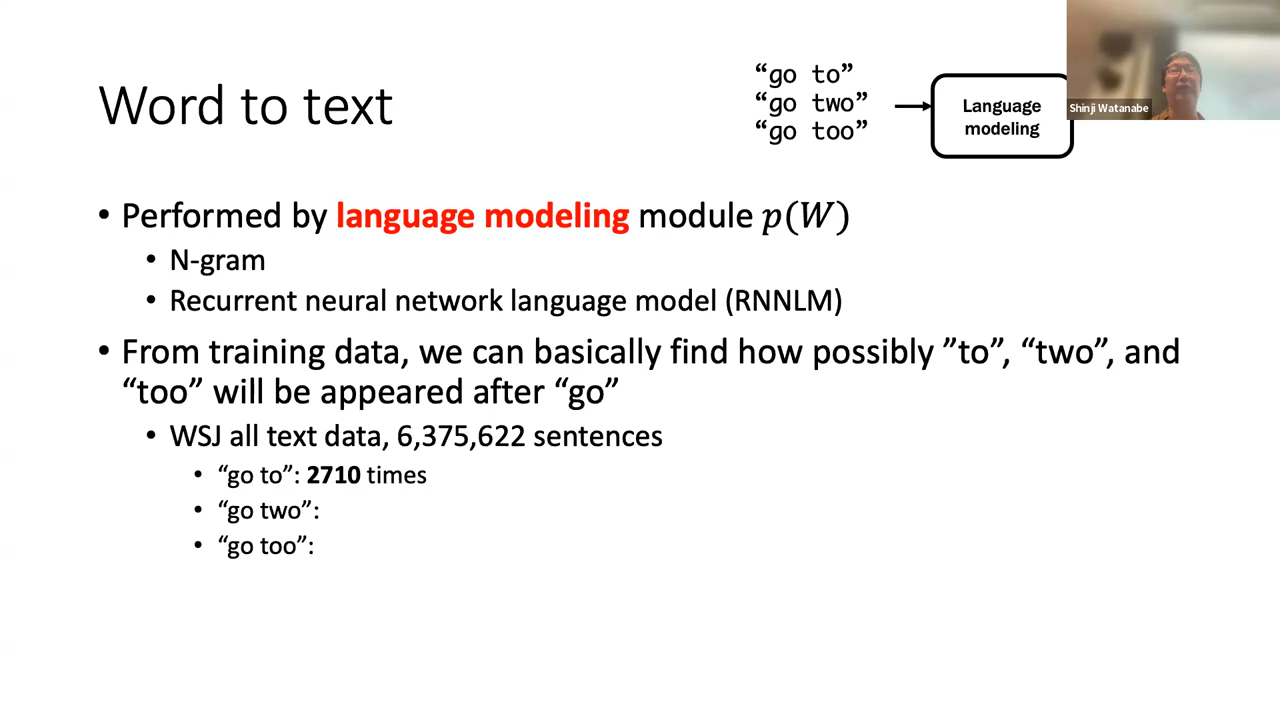 Word to text
“go to”
“go two”
“go too”
Language
modeling
Shinji Watanabe
• Performed by language modeling module p(W)
• N-gram
• Recurrent neural network language model (RNNLM)
• From training data, we can basically find how possibly ”to”, “two”, and
“too” will be appeared after “go”
• WSJ all text data, 6,375,622 sentences
• “go to”: 2710 times
• “go two”:
• “go too”: